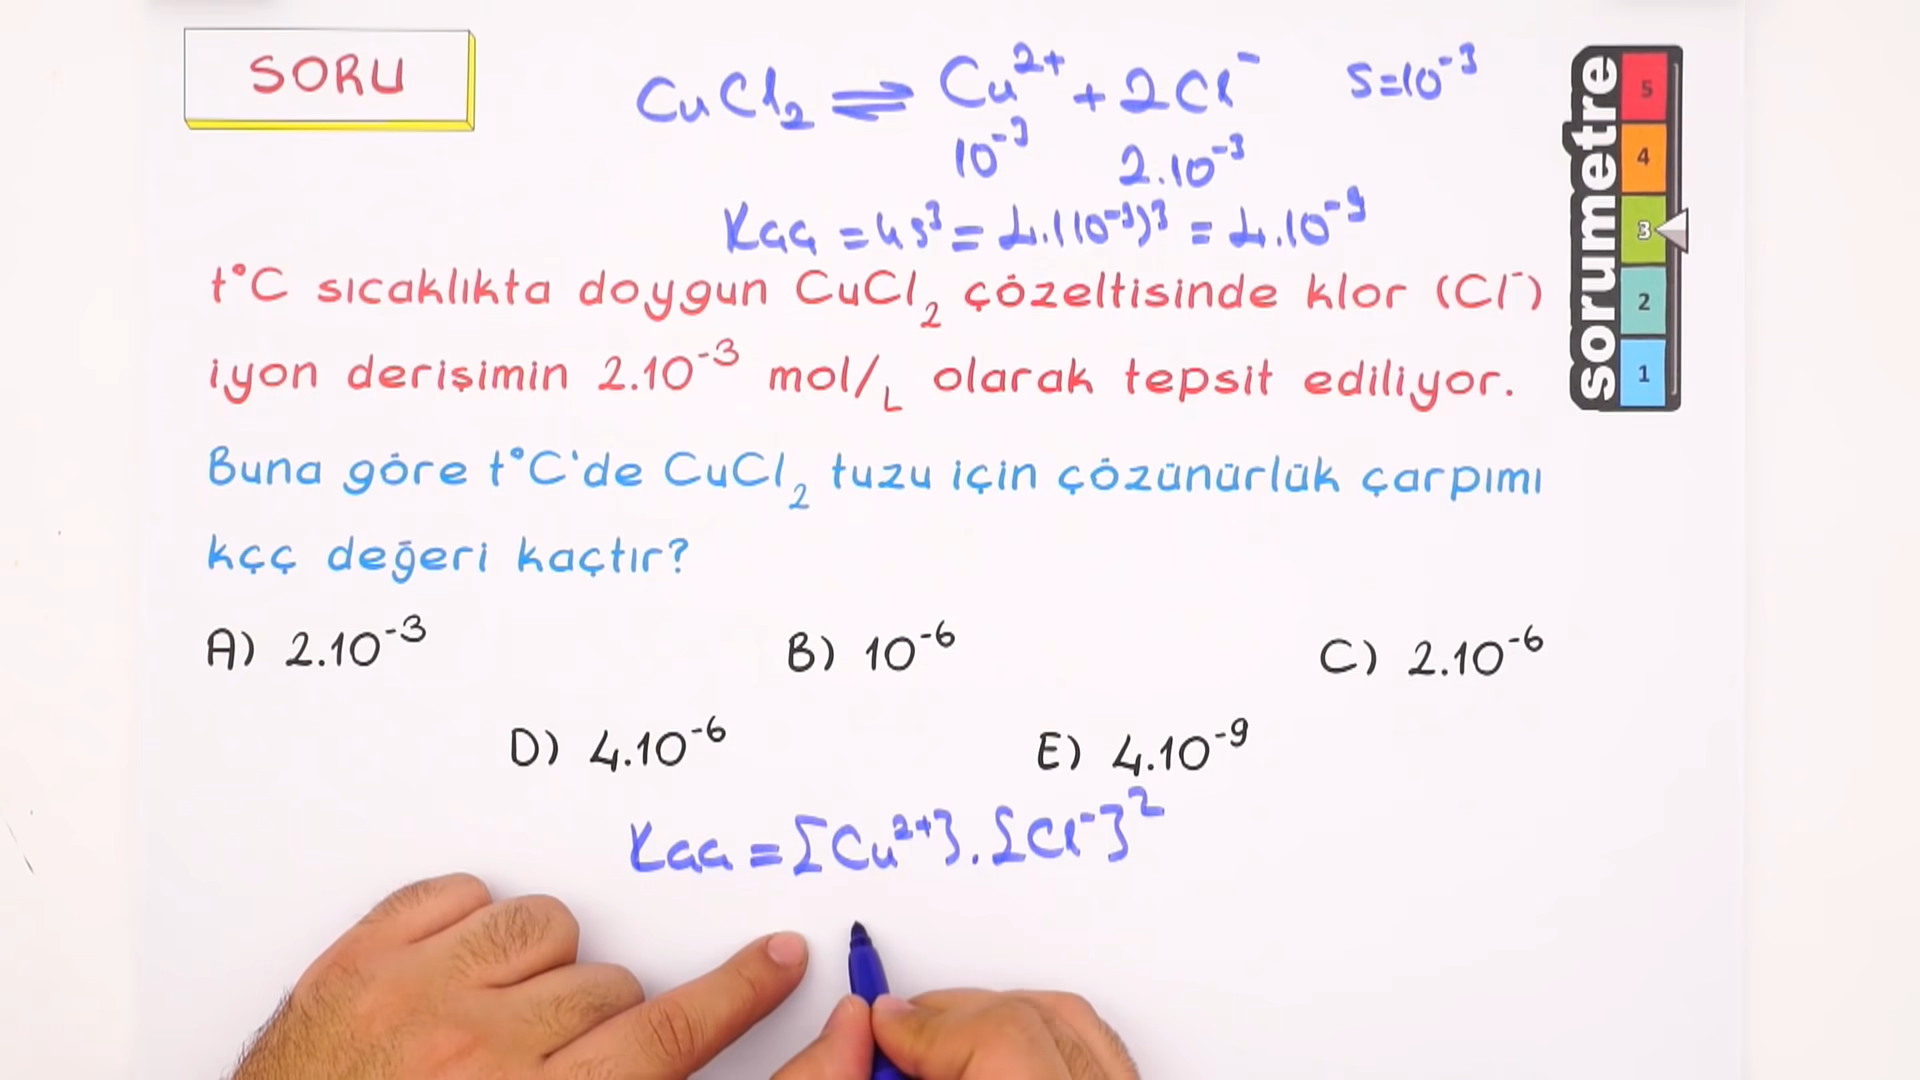 SORU
CuCl₂ ⇌ Cu²⁺ + 2Cl⁻ S=10⁻³
10⁻³ 2.10⁻³
Kçç = 4s³ = 4.(10⁻³)³ = 4.10⁻⁹
t°C sıcaklıkta doygun CuCl₂ çözeltisinde klor (Cl⁻)
iyon derişimin 2.10⁻³ mol/L olarak tepsit ediliyor.
Buna göre t°C'de CuCl₂ tuzu için çözünürlük çarpımı
kçç değeri kaçtır?
A) 2.10⁻³ B) 10⁻⁶ C) 2.10⁻⁶
D) 4.10⁻⁶ E) 4.10⁻⁹
Kçç = [Cu²⁺].[Cl⁻]²
sorumetre
5
4
3
2
1